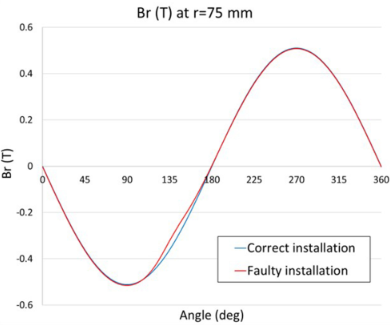 Br (T) at r=75 mm
0.6
0.4
0.2
0
-0.2
-0.4
-0.6
Br (T)
0 45 90 135 180 225 270 315 360
Correct installation
Faulty installation
Angle (deg)